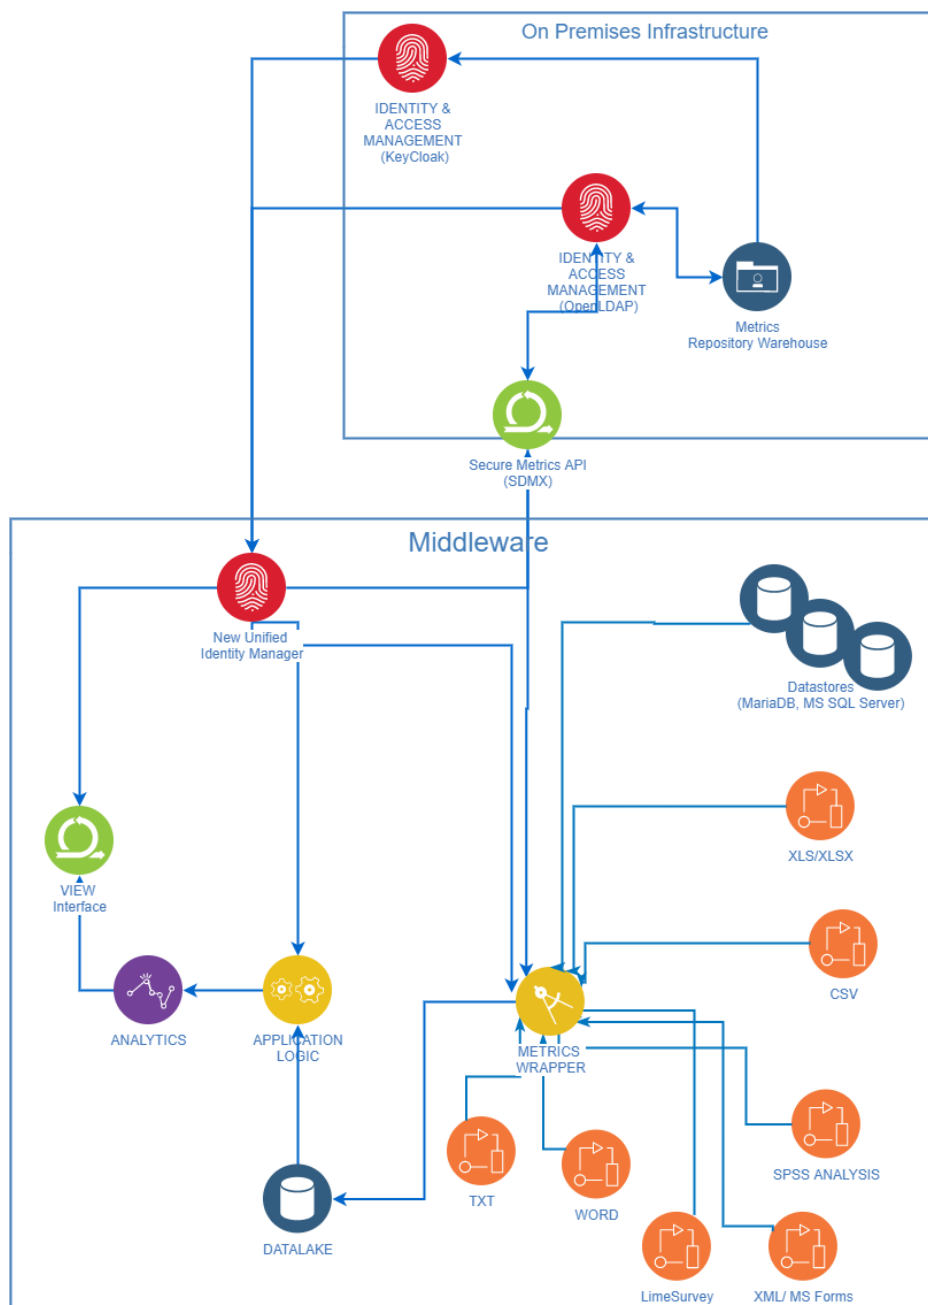 On Premises Infrastructure
IDENTITY &
ACCESS
MANAGEMENT
(KeyCloak)
IDENTITY &
ACCESS
MANAGEMENT
(OpenLDAP)
Metrics
Repository Warehouse
Secure Metrics API
(SDMX)
Middleware
New Unified
Identity Manager
Datastores
(MariaDB, MS SQL Server)
XLS/XLSX
VIEW
Interface
CSV
ANALYTICS
APPLICATION
LOGIC
METRICS
WRAPPER
SPSS ANALYSIS
TXT
WORD
DATALAKE
LimeSurvey
XML/ MS Forms